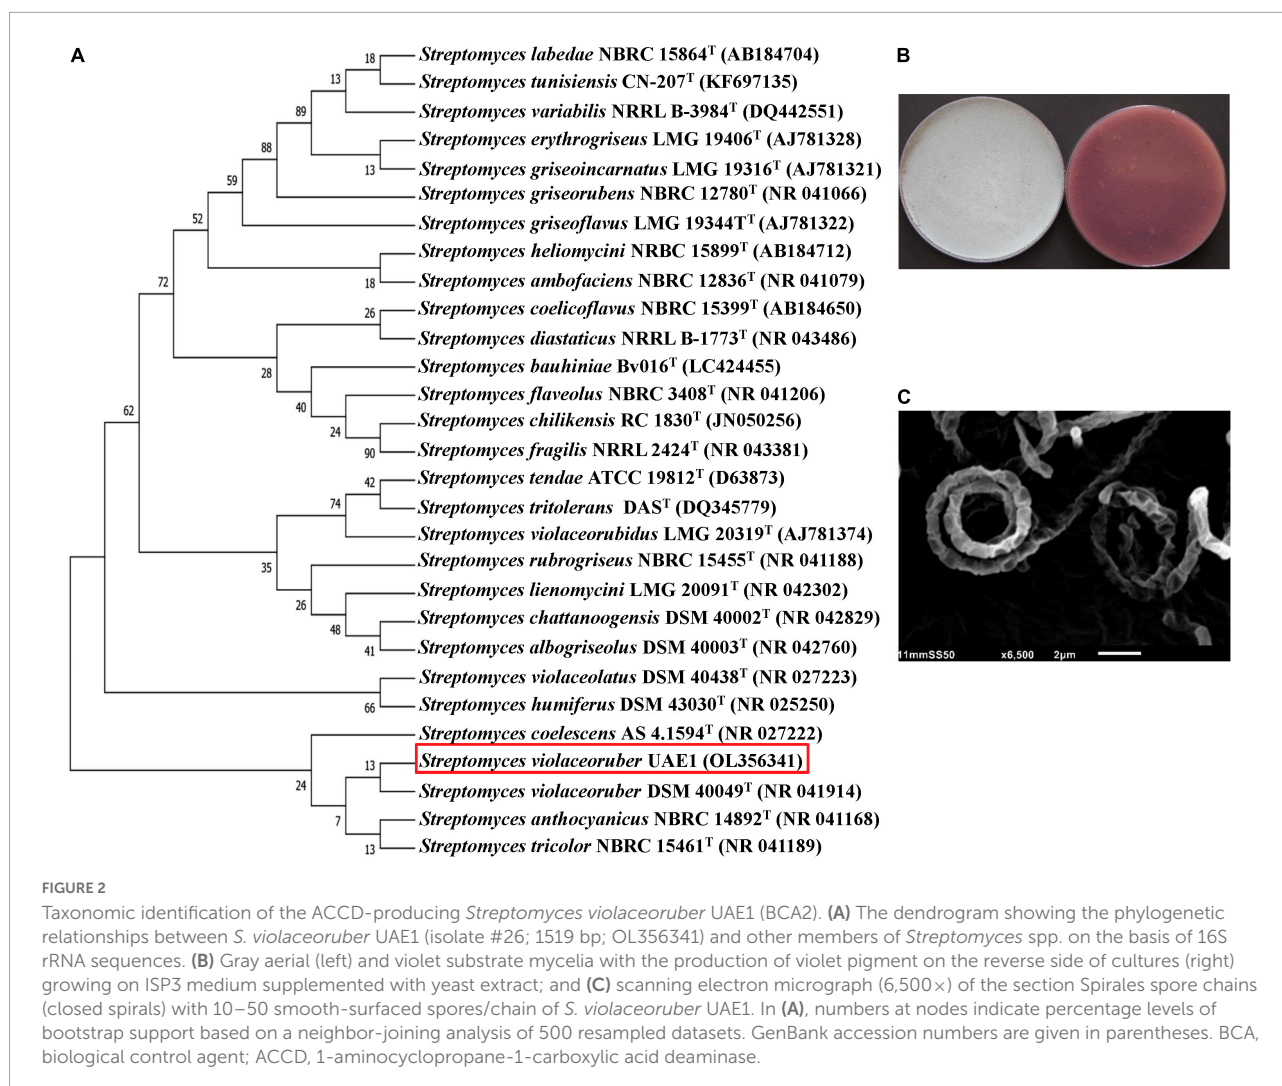 A
Streptomyces labedae NBRC 15864T (AB184704)
18
13
Streptomyces tunisiensis CN-207T (KF697135)
Streptomyces variabilis NRRL B-3984T (DQ442551)
89
Streptomyces erythrogriseus LMG 19406T (AJ781328)
88
13
Streptomyces griseoincarnatus LMG 19316T (AJ781321)
59
Streptomyces griseorubens NBRC 12780T (NR 041066)
52
Streptomyces griseoflavus LMG 19344TT (AJ781322)
Streptomyces heliomycini NRBC 15899T (AB184712)
72
18
Streptomyces ambofaciens NBRC 12836T (NR 041079)
Streptomyces coelicoflavus NBRC 15399T (AB184650)
26
Streptomyces diastaticus NRRL B-1773T (NR 043486)
28
Streptomyces bauhiniae Bv016T (LC424455)
Streptomyces flaveolus NBRC 3408T (NR 041206)
40
62
Streptomyces chilikensis RC 1830T (JN050256)
24
90
Streptomyces fragilis NRRL 2424T (NR 043381)
Streptomyces tendae ATCC 19812T (D63873)
42
74
Streptomyces tritolerans DAST (DQ345779)
Streptomyces violaceorubidus LMG 20319T (AJ781374)
35
Streptomyces rubrogriseus NBRC 15455T (NR 041188)
Streptomyces lienomycini LMG 20091T (NR 042302)
26
Streptomyces chattanoogensis DSM 40002T (NR 042829)
48
41
Streptomyces albogriseolus DSM 40003T (NR 042760)
Streptomyces violaceolatus DSM 40438T (NR 027223)
66
Streptomyces humiferus DSM 43030T (NR 025250)
Streptomyces coelescens AS 4.1594T (NR 027222)
13
Streptomyces violaceoruber UAE1 (OL356341)
24
Streptomyces violaceoruber DSM 40049T (NR 041914)
7
Streptomyces anthocyanicus NBRC 14892T (NR 041168)
13
Streptomyces tricolor NBRC 15461T (NR 041189)
B
C
11mmSS50 x6,500 2µm
FIGURE 2
Taxonomic identification of the ACCD-producing Streptomyces violaceoruber UAE1 (BCA2). (A) The dendrogram showing the phylogenetic
relationships between S. violaceoruber UAE1 (isolate #26; 1519 bp; OL356341) and other members of Streptomyces spp. on the basis of 16S
rRNA sequences. (B) Gray aerial (left) and violet substrate mycelia with the production of violet pigment on the reverse side of cultures (right)
growing on ISP3 medium supplemented with yeast extract; and (C) scanning electron micrograph (6,500×) of the section Spirales spore chains
(closed spirals) with 10–50 smooth-surfaced spores/chain of S. violaceoruber UAE1. In (A), numbers at nodes indicate percentage levels of
bootstrap support based on a neighbor-joining analysis of 500 resampled datasets. GenBank accession numbers are given in parentheses. BCA,
biological control agent; ACCD, 1-aminocyclopropane-1-carboxylic acid deaminase.